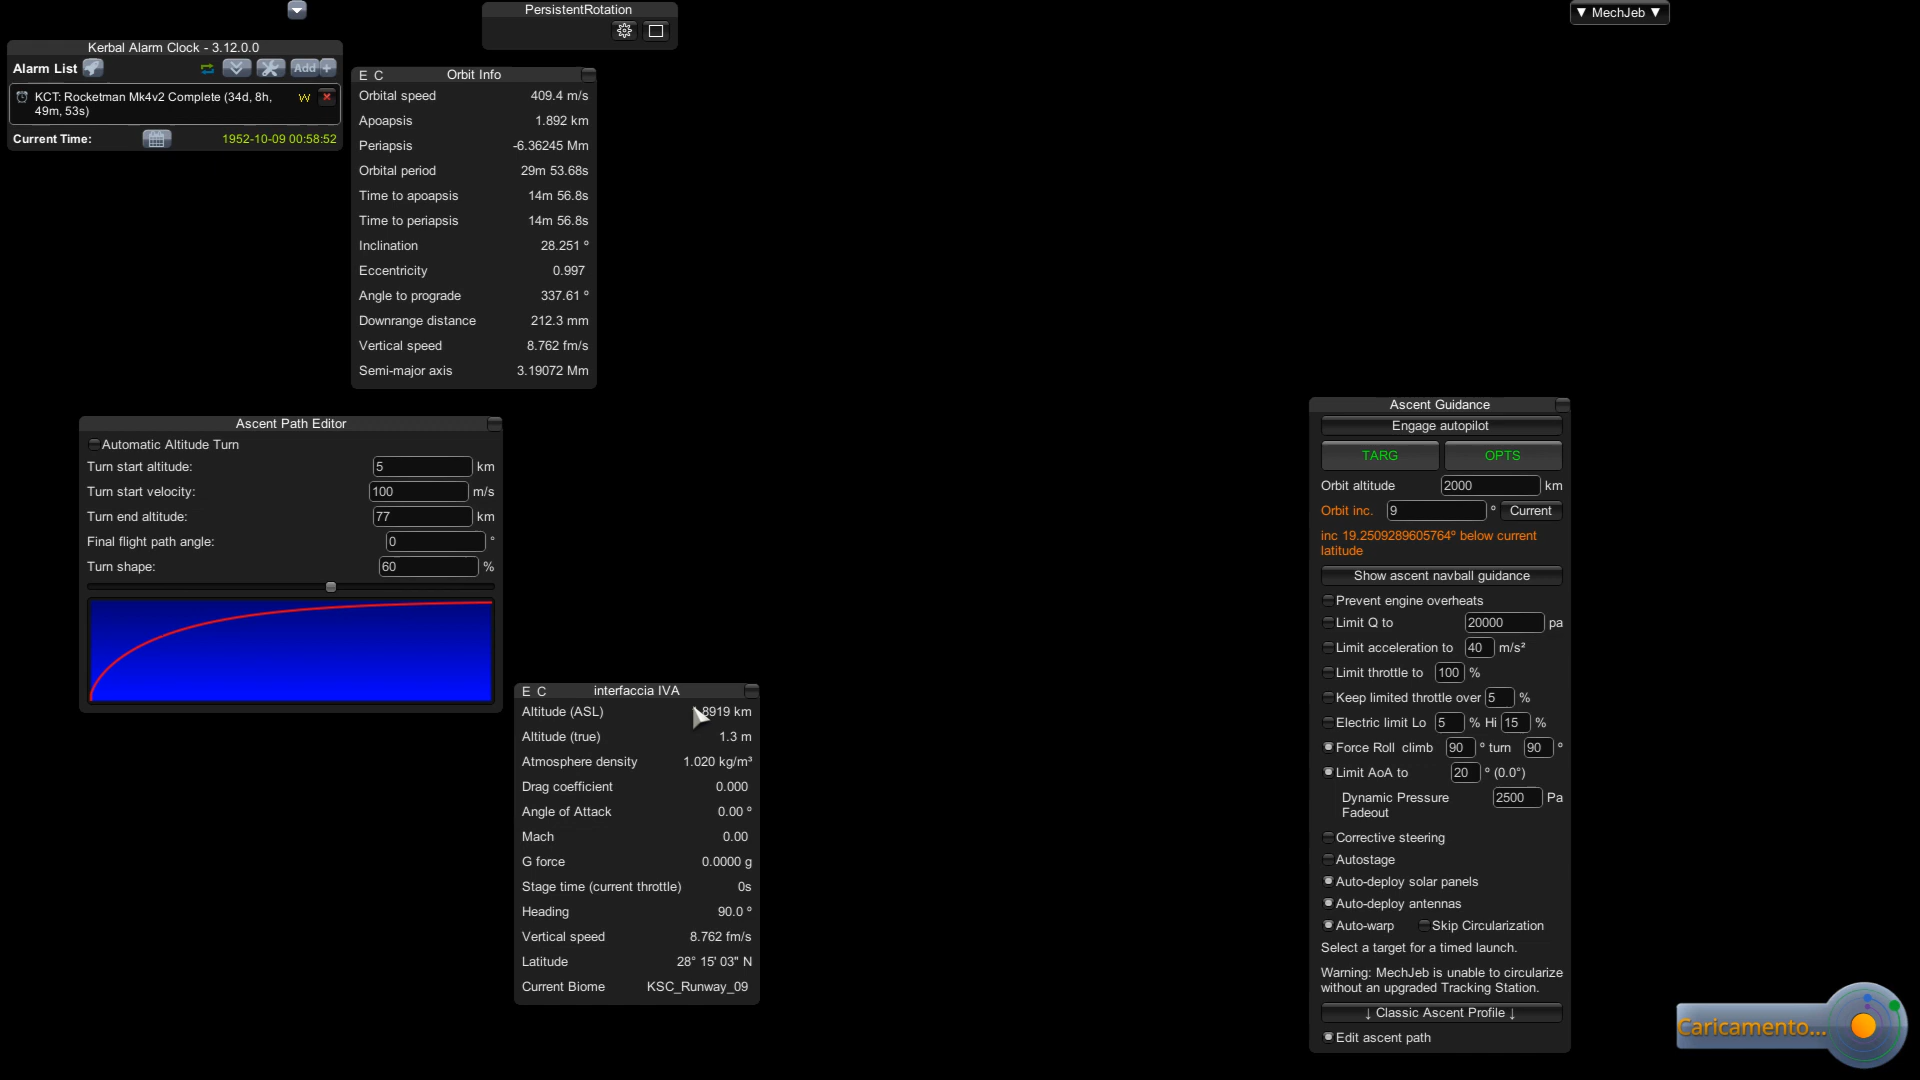 PersistentRotation
▼ MechJeb ▼
Kerbal Alarm Clock - 3.12.0.0
Alarm List
Add +
KCT: Rocketman Mk4v2 Complete (34d, 8h,
49m, 53s)
W
Current Time:
1952-10-09 00:58:52
E C Orbit Info
Orbital speed 409.4 m/s
Apoapsis 1.892 km
Periapsis -6.36245 Mm
Orbital period 29m 53.68s
Time to apoapsis 14m 56.8s
Time to periapsis 14m 56.8s
Inclination 28.251 º
Eccentricity 0.997
Angle to prograde 337.61 º
Downrange distance 212.3 mm
Vertical speed 8.762 fm/s
Semi-major axis 3.19072 Mm
Ascent Path Editor
Automatic Altitude Turn
Turn start altitude: 5 km
Turn start velocity: 100 m/s
Turn end altitude: 77 km
Final flight path angle: 0 °
Turn shape: 60 %
E C interfaccia IVA
Altitude (ASL) 8919 km
Altitude (true) 1.3 m
Atmosphere density 1.020 kg/m³
Drag coefficient 0.000
Angle of Attack 0.00 º
Mach 0.00
G force 0.0000 g
Stage time (current throttle) 0s
Heading 90.0 º
Vertical speed 8.762 fm/s
Latitude 28° 15' 03" N
Current Biome KSC_Runway_09
Ascent Guidance
Engage autopilot
TARG OPTS
Orbit altitude 2000 km
Orbit inc. 9 º Current
inc 19.2509289605764º below current
latitude
Show ascent navball guidance
Prevent engine overheats
Limit Q to 20000 pa
Limit acceleration to 40 m/s²
Limit throttle to 100 %
Keep limited throttle over 5 %
Electric limit Lo 5 % Hi 15 %
Force Roll climb 90 º turn 90 º
Limit AoA to 20 º (0.0°)
Dynamic Pressure
Fadeout
2500 Pa
Corrective steering
Autostage
Auto-deploy solar panels
Auto-deploy antennas
Auto-warp Skip Circularization
Select a target for a timed launch.
Warning: MechJeb is unable to circularize
without an upgraded Tracking Station.
↓ Classic Ascent Profile ↓
Edit ascent path
Caricamento...